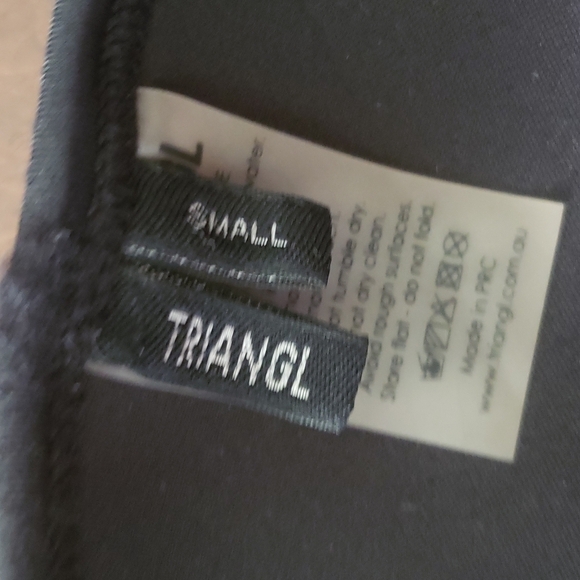 SMALL
TRIANGL
L
water.
tumble dry.
not dry clean.
Avoid rough surfaces.
Store flat - do not fold.
Made in PRC
www.triangl.com.au